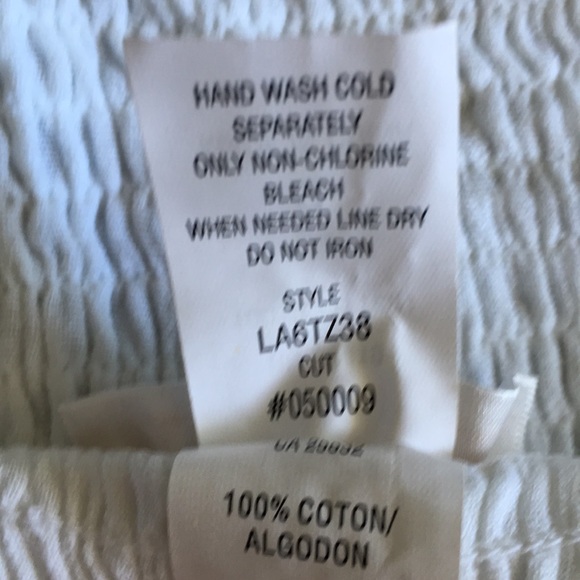 HAND WASH COLD
SEPARATELY
ONLY NON-CHLORINE
BLEACH
WHEN NEEDED LINE DRY
DO NOT IRON
STYLE
LA6TZ38
CUT
#050009
100% COTON/
ALGODON